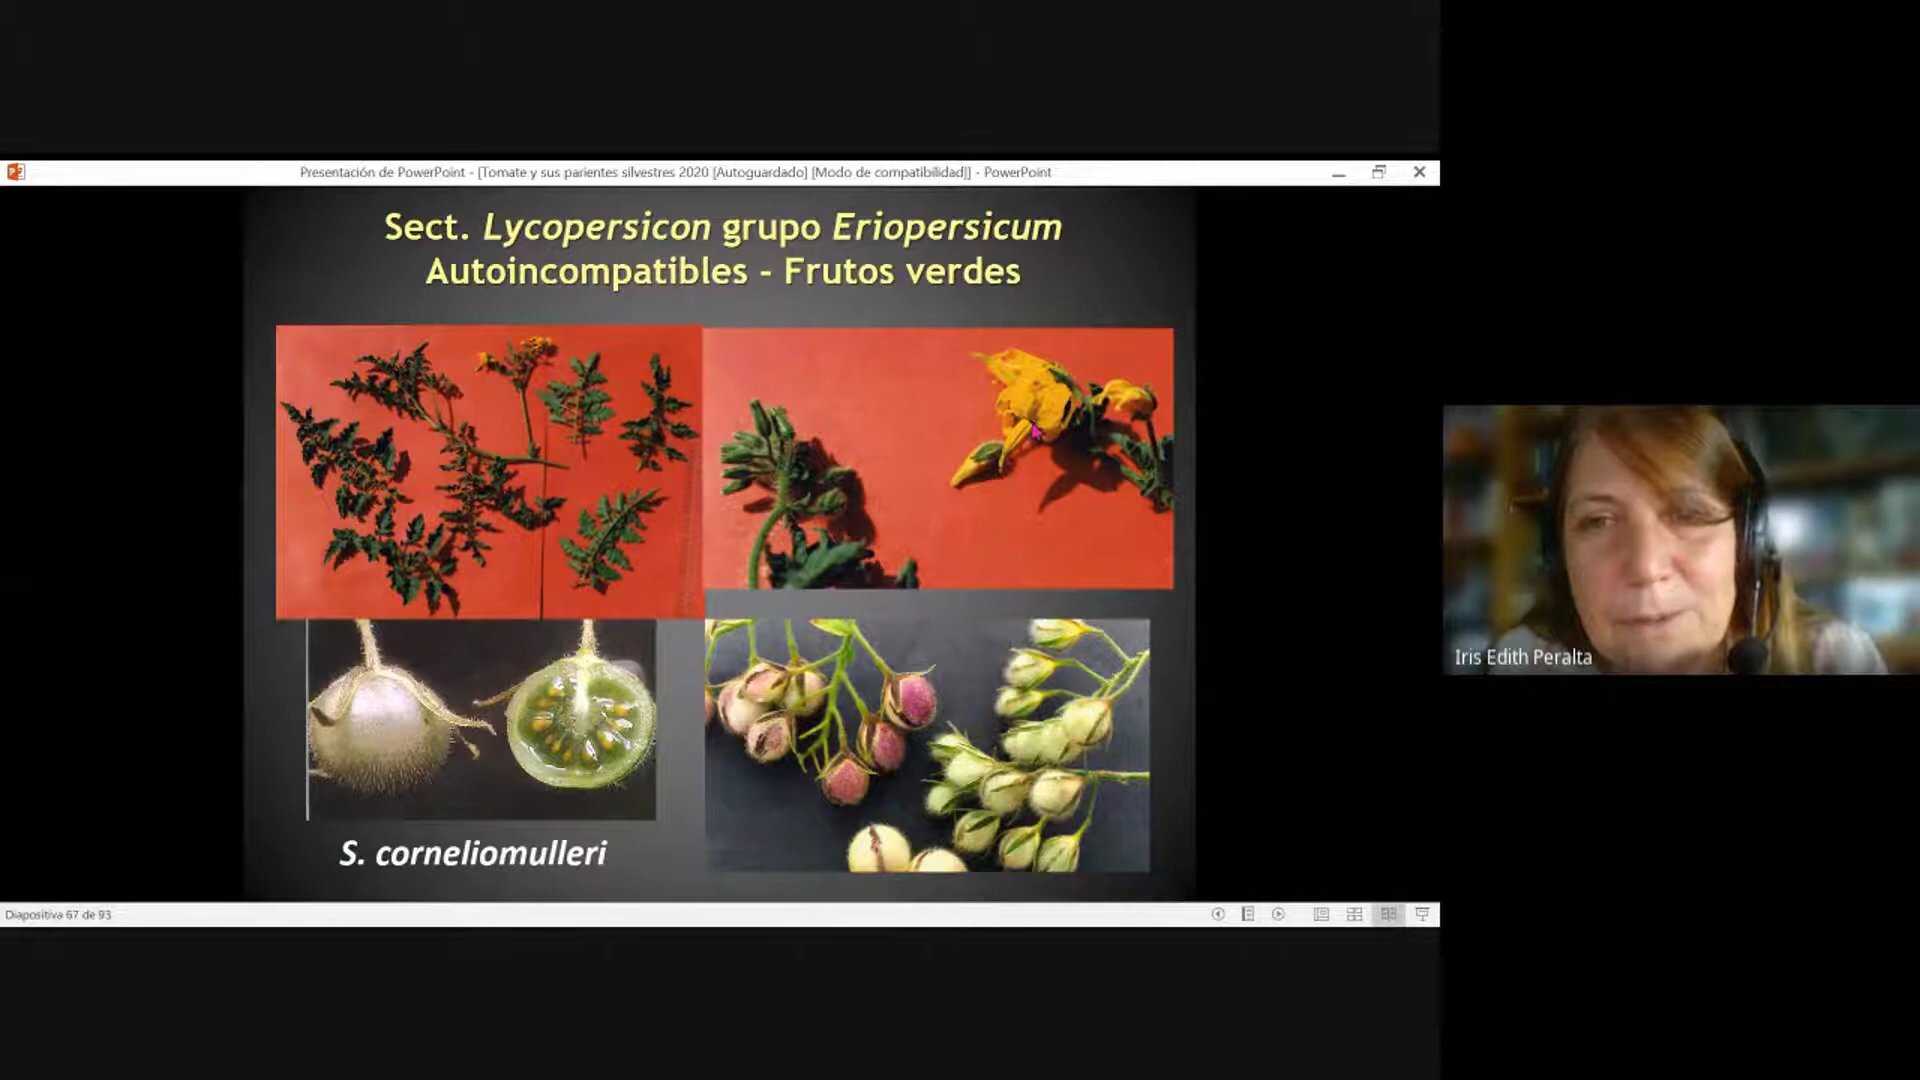 Presentación de PowerPoint - [Tomate y sus parientes silvestres 2020 [Autoguardado] [Modo de compatibilidad]] - PowerPoint
Sect. Lycopersicon grupo Eriopersicum
Autoincompatibles - Frutos verdes
S. corneliomulleri
Iris Edith Peralta
Diapositiva 67 de 93